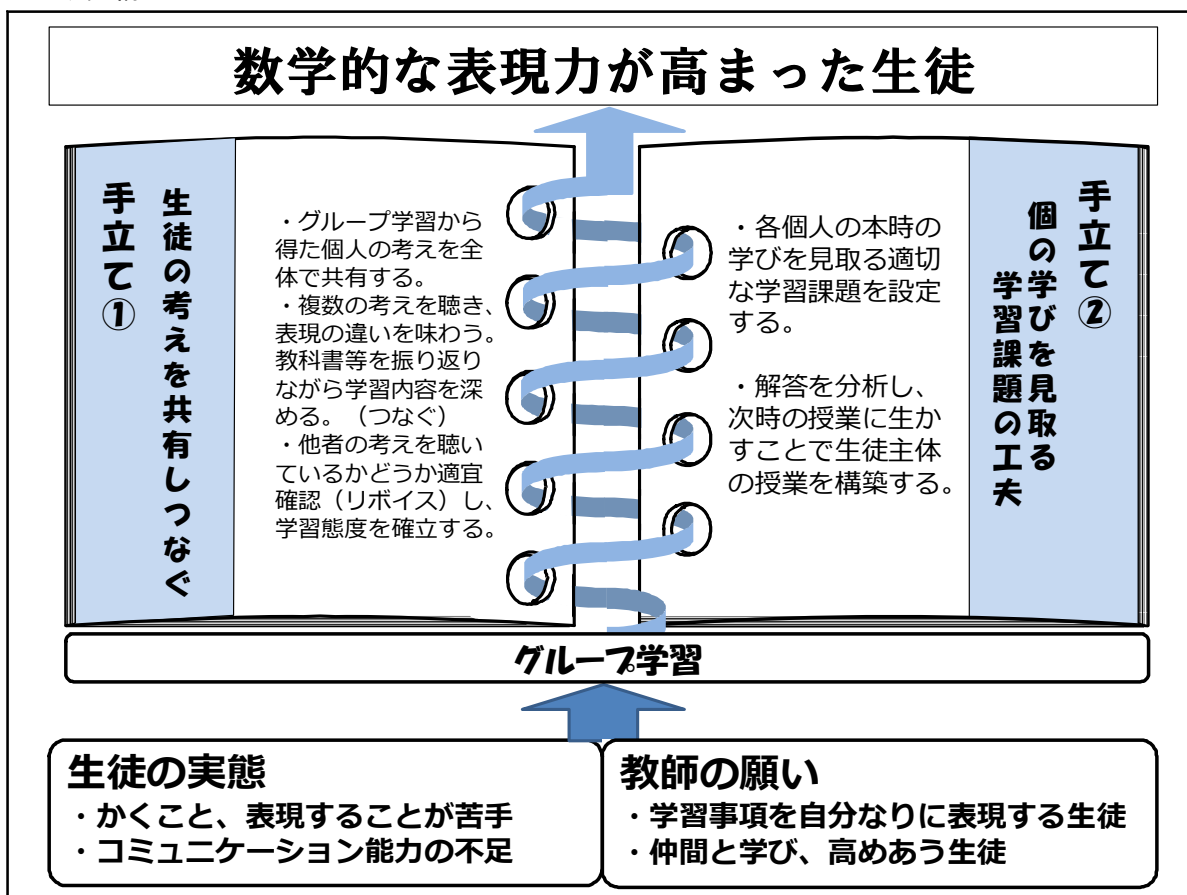 数学的な表現力が高まった生徒
手立て①
生徒の考えを共有しつなぐ
・グループ学習から
得た個人の考えを全
体で共有する。
・複数の考えを聴き、
表現の違いを味わう。
教科書等を振り返り
ながら学習内容を深
める。（つなぐ）
・他者の考えを聴い
ているかどうか適宜
確認（リボイス）し、
学習態度を確立する。
手立て②
個の学びを見取る
学習課題の工夫
・各個人の本時の
学びを見取る適切
な学習課題を設定
する。
・解答を分析し、
次時の授業に生か
すことで生徒主体
の授業を構築する。
グループ学習
生徒の実態
・かくこと、表現することが苦手
・コミュニケーション能力の不足
教師の願い
・学習事項を自分なりに表現する生徒
・仲間と学び、高めあう生徒